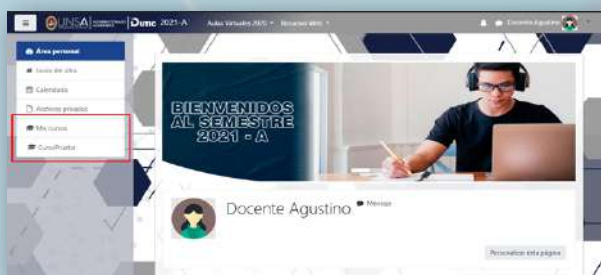 UNSA
Dumc 2021-A
Aulas Virtuales 2020
Recursos Web
Docente Agustino
Área personal
Inicio del sitio
Calendario
Archivos privados
Mis cursos
CursoPrueba
BIENVENIDOS
AL SEMESTRE
2021 - A
Docente Agustino
Mensaje
Personalizar esta página